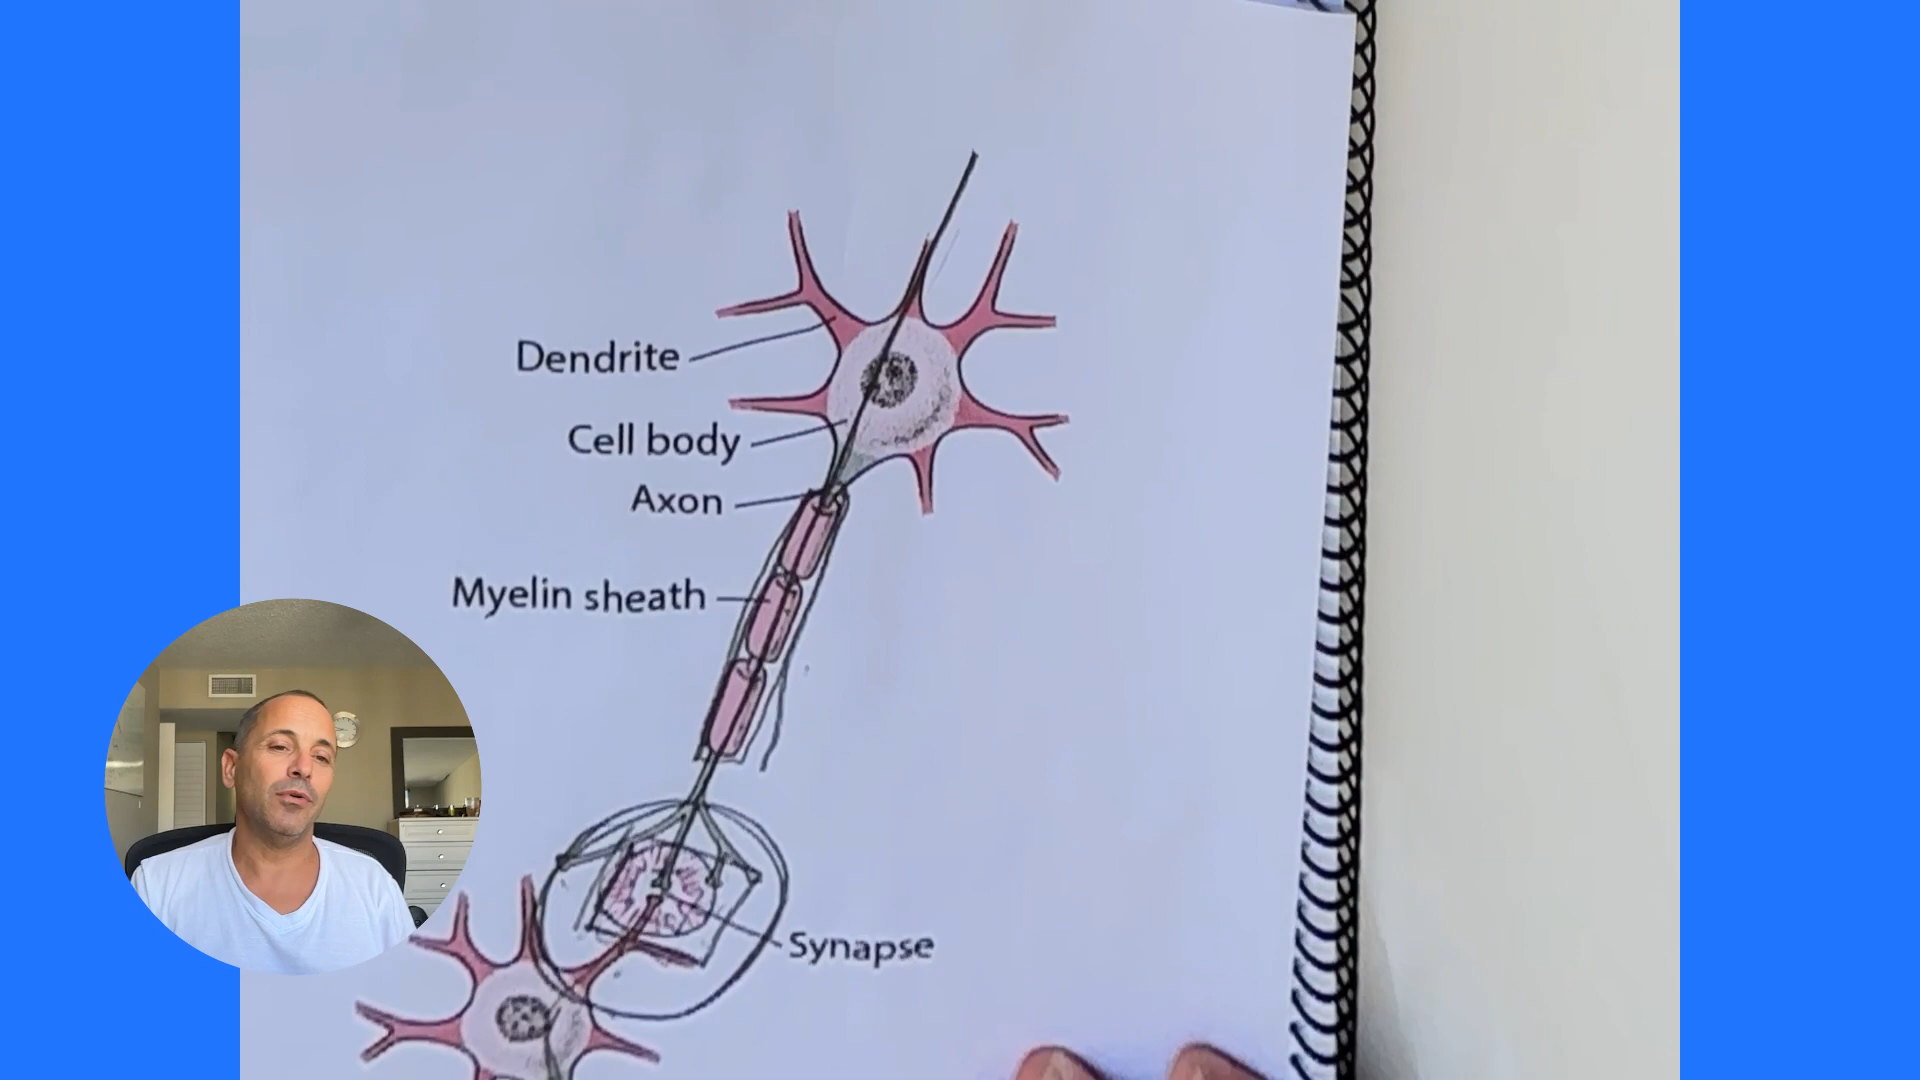 Dendrite
Cell body
Axon
Myelin sheath
Synapse